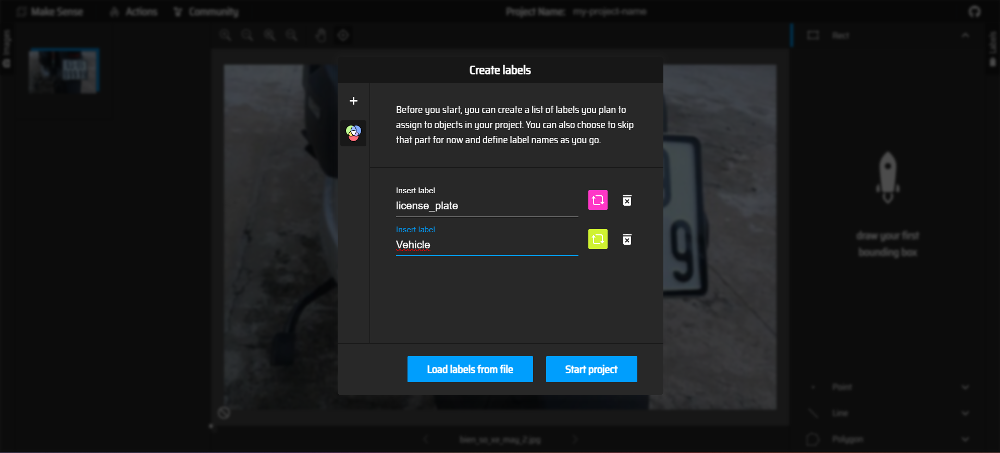 Make Sense
Actions
Community
Project Name: my-project-name
Images
Rect
Labels
Create labels
Before you start, you can create a list of labels you plan to
assign to objects in your project. You can also choose to skip
that part for now and define label names as you go.
Insert label
license_plate
Insert label
Vehicle
Load labels from file
Start project
9
draw your first
bounding box
Point
Line
Polygon
bien_so_xe_may_2.jpg